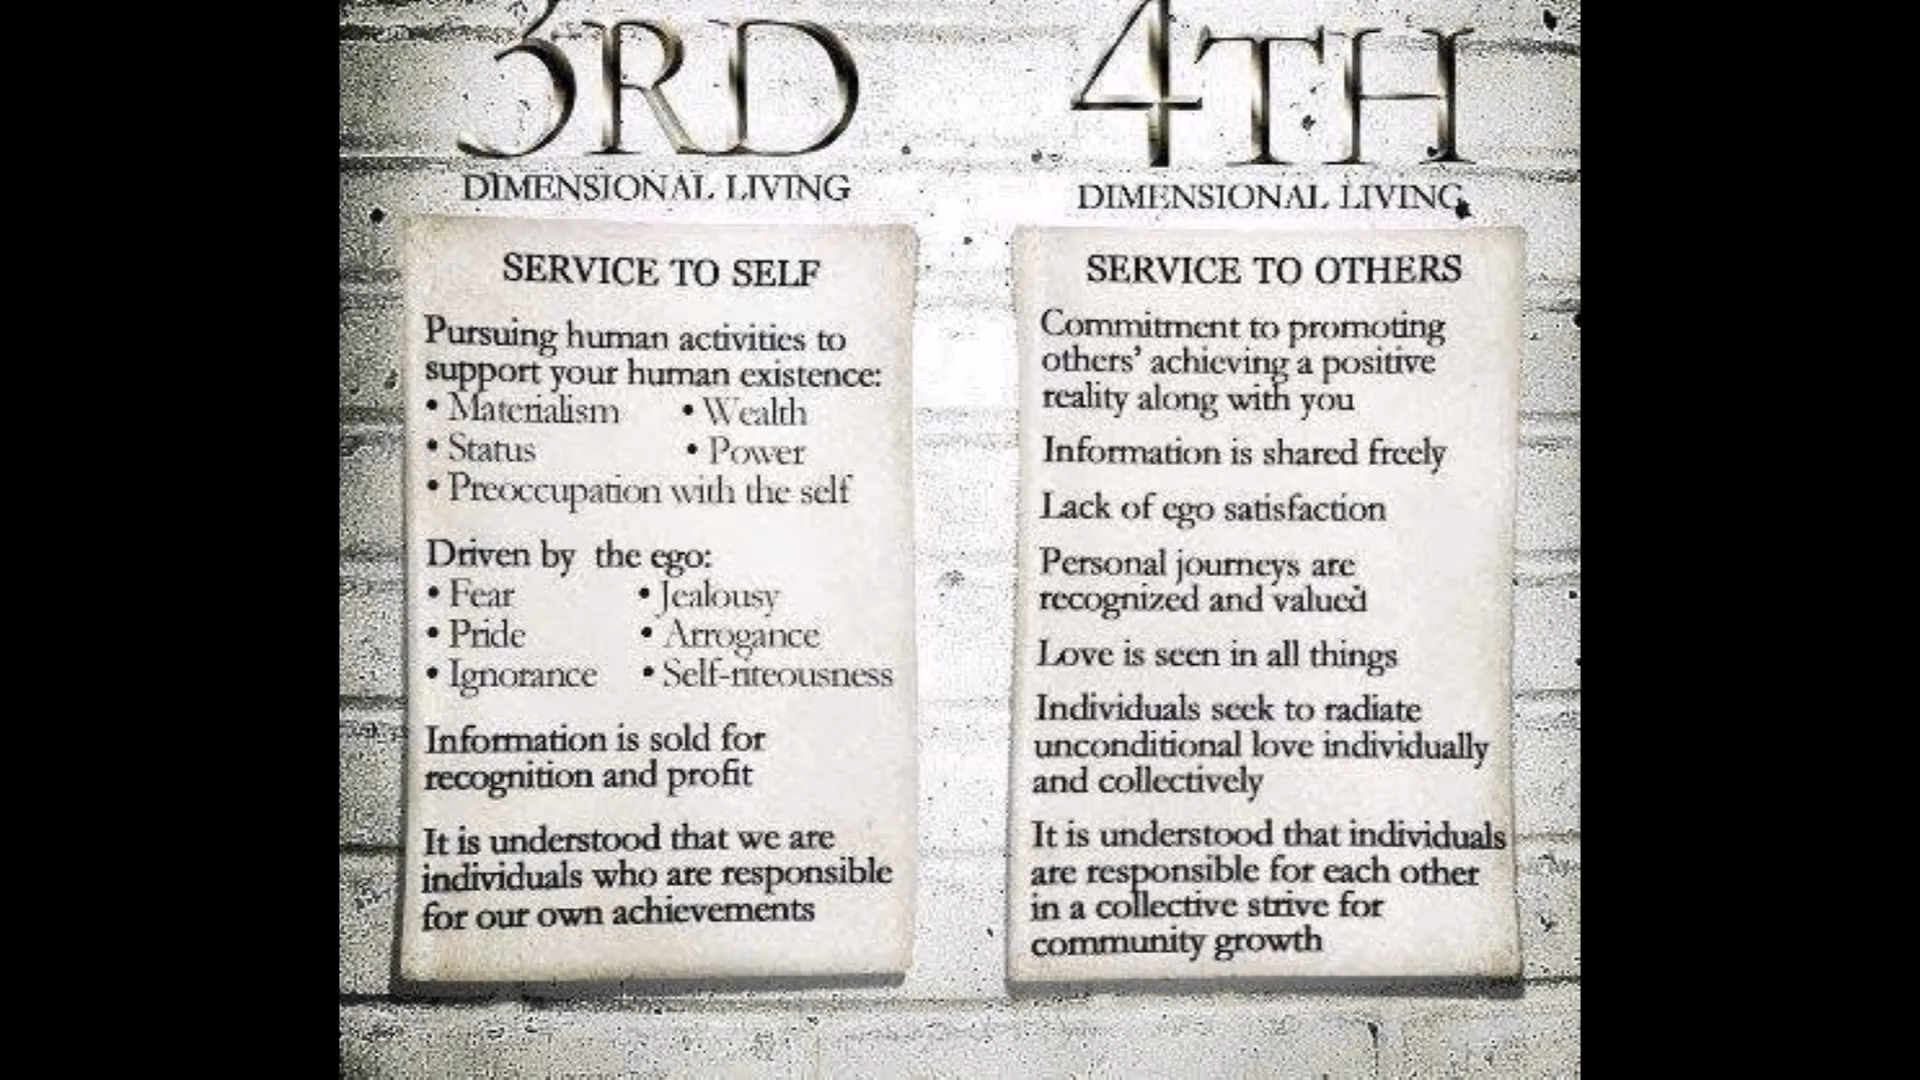 3RD
DIMENSIONAL LIVING
SERVICE TO SELF
Pursuing human activities to
support your human existence:
• Materialism • Wealth
• Status • Power
• Preoccupation with the self
Driven by the ego:
• Fear • Jealousy
• Pride • Arrogance
• Ignorance • Self-riteousness
Information is sold for
recognition and profit
It is understood that we are
individuals who are responsible
for our own achievements
4TH
DIMENSIONAL LIVING
SERVICE TO OTHERS
Commitment to promoting
others' achieving a positive
reality along with you
Information is shared freely
Lack of ego satisfaction
Personal journeys are
recognized and valued
Love is seen in all things
Individuals seek to radiate
unconditional love individually
and collectively
It is understood that individuals
are responsible for each other
in a collective strive for
community growth